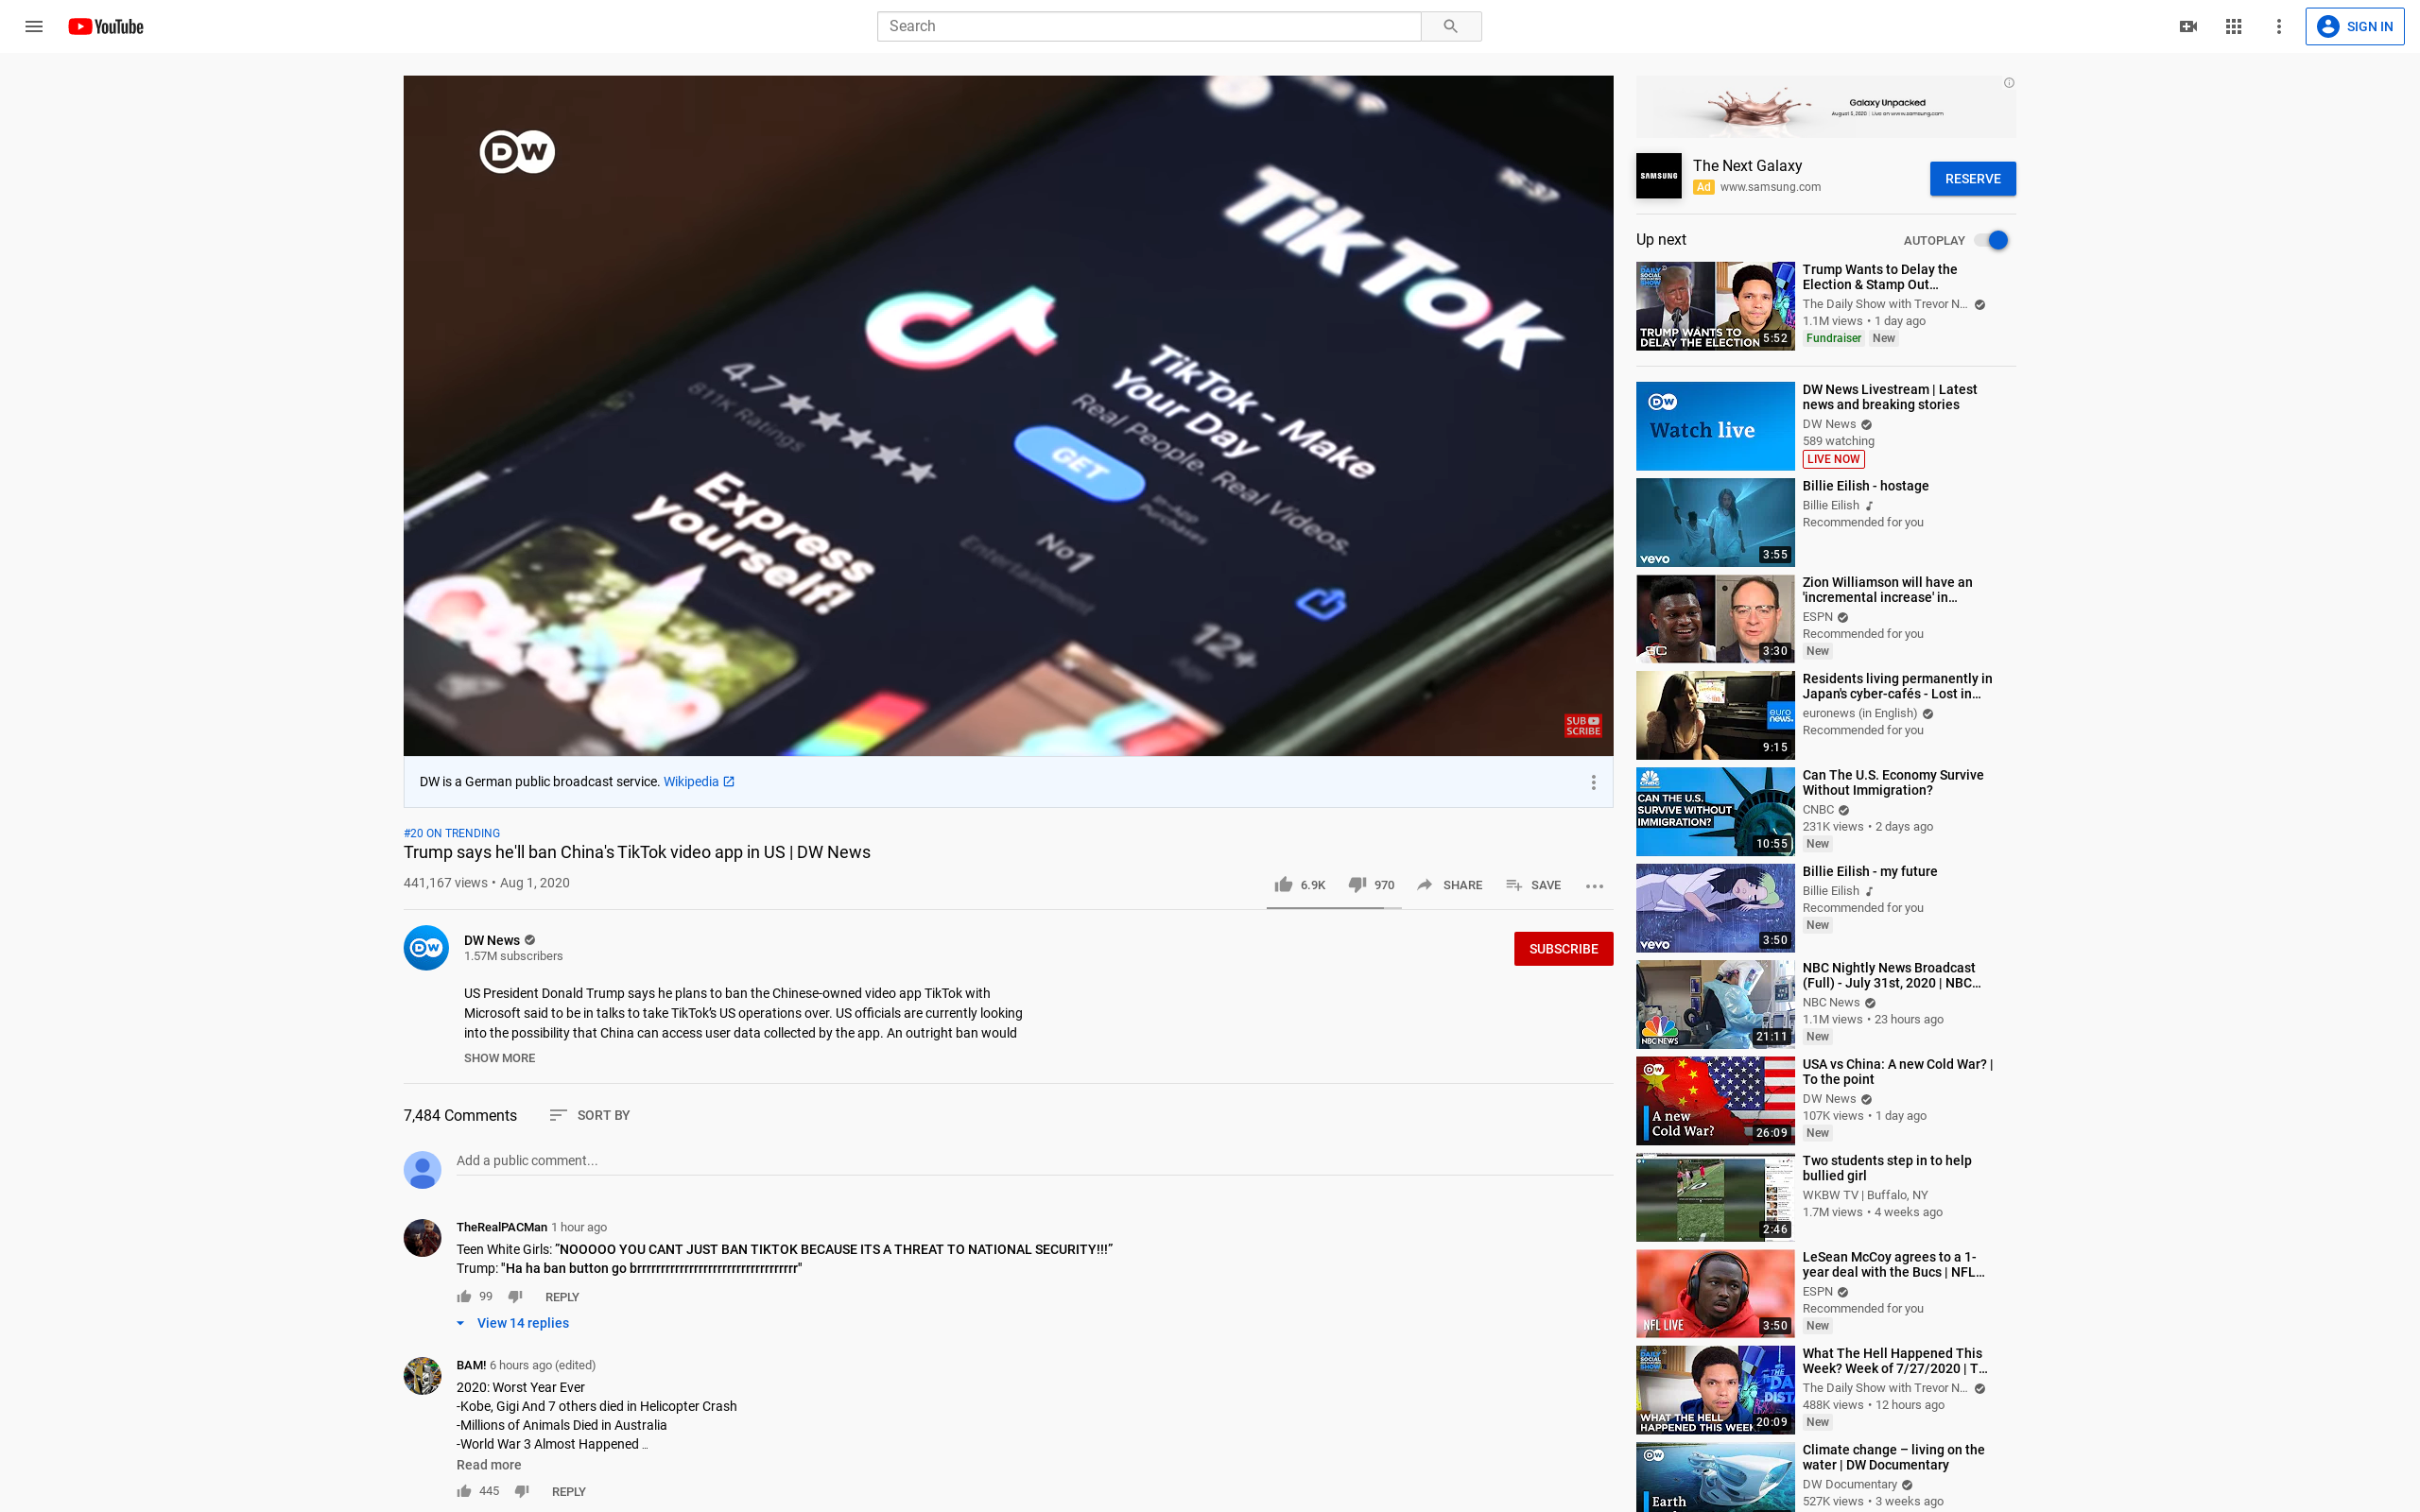 YouTube
Search
SIGN IN
DW
16:37
TikTok
TikTok - Make
Your Day
Real People. Real Videos.
GET
In-App
Purchases
4.7
811K Ratings
No1
Entertainment
12+
Age
Express
yourself!
SUB
SCRIBE
DW is a German public broadcast service. Wikipedia
#20 ON TRENDING
Trump says he'll ban China's TikTok video app in US | DW News
441,167 views • Aug 1, 2020
6.9K
970
SHARE
SAVE
DW News
1.57M subscribers
SUBSCRIBE
US President Donald Trump says he plans to ban the Chinese-owned video app TikTok with
Microsoft said to be in talks to take TikTok's US operations over. US officials are currently looking
into the possibility that China can access user data collected by the app. An outright ban would
SHOW MORE
7,484 Comments
SORT BY
Add a public comment...
TheRealPACMan 1 hour ago
Teen White Girls: “NOOOOO YOU CANT JUST BAN TIKTOK BECAUSE ITS A THREAT TO NATIONAL SECURITY!!!”
Trump: "Ha ha ban button go brrrrrrrrrrrrrrrrrrrrrrrrrrrrrrrrrr"
99
REPLY
View 14 replies
BAM! 6 hours ago (edited)
2020: Worst Year Ever
-Kobe, Gigi And 7 others died in Helicopter Crash
-Millions of Animals Died in Australia
-World War 3 Almost Happened ...
Read more
445
REPLY
Galaxy Unpacked
August 5, 2020 | Live on www.samsung.com
SAMSUNG
The Next Galaxy
Ad www.samsung.com
RESERVE
Up next
AUTOPLAY
TRUMP WANTS TO
DELAY THE ELECTION
5:52
Trump Wants to Delay the
Election & Stamp Out...
The Daily Show with Trevor N...
1.1M views • 1 day ago
Fundraiser New
DW
Watch live
DW News Livestream | Latest
news and breaking stories
DW News
589 watching
LIVE NOW
vevo
3:55
Billie Eilish - hostage
Billie Eilish
Recommended for you
3:30
Zion Williamson will have an
'incremental increase' in...
ESPN
Recommended for you
New
euro
news.
9:15
Residents living permanently in
Japan's cyber-cafés - Lost in...
euronews (in English)
Recommended for you
CNBC
CAN THE U.S.
SURVIVE WITHOUT
IMMIGRATION?
10:55
Can The U.S. Economy Survive
Without Immigration?
CNBC
231K views • 2 days ago
New
vevo
3:50
Billie Eilish - my future
Billie Eilish
Recommended for you
New
NBC NEWS
21:11
NBC Nightly News Broadcast
(Full) - July 31st, 2020 | NBC...
NBC News
1.1M views • 23 hours ago
New
DW
A new
Cold War?
26:09
USA vs China: A new Cold War? |
To the point
DW News
107K views • 1 day ago
New
2:46
Two students step in to help
bullied girl
WKBW TV | Buffalo, NY
1.7M views • 4 weeks ago
NFL LIVE
3:50
LeSean McCoy agrees to a 1-
year deal with the Bucs | NFL...
ESPN
Recommended for you
New
WHAT THE HELL
HAPPENED THIS WEEK
20:09
What The Hell Happened This
Week? Week of 7/27/2020 | T...
The Daily Show with Trevor N...
488K views • 12 hours ago
New
DW
Earth
Climate change – living on the
water | DW Documentary
DW Documentary
527K views • 3 weeks ago